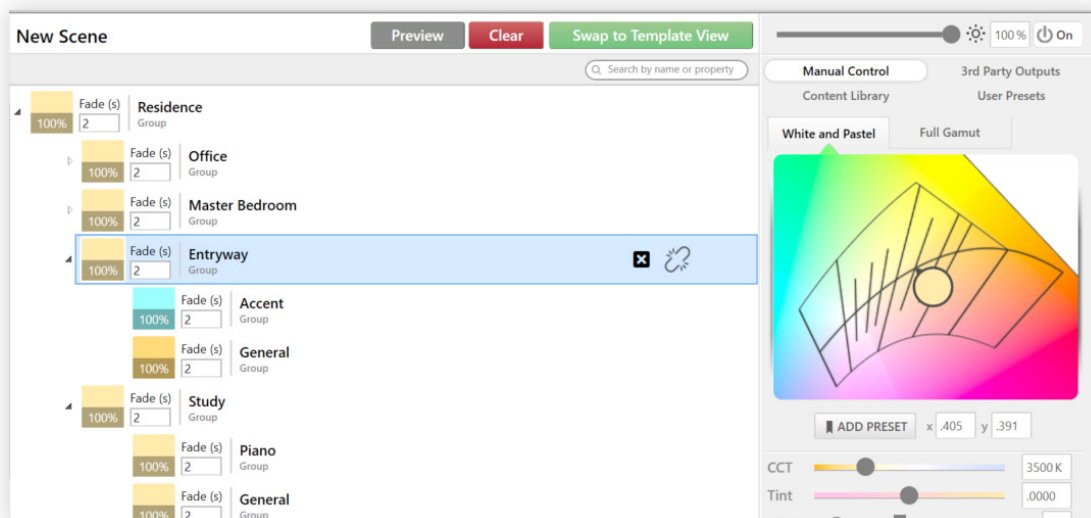 New Scene
Preview
Clear
Swap to Template View
Search by name or property
Fade (s)
100%
2
Residence
Group
Fade (s)
100%
2
Office
Group
Fade (s)
100%
2
Master Bedroom
Group
Fade (s)
100%
2
Entryway
Group
Fade (s)
100%
2
Accent
Group
Fade (s)
100%
2
General
Group
Fade (s)
100%
2
Study
Group
Fade (s)
100%
2
Piano
Group
Fade (s)
100%
2
General
Group
100 %
On
Manual Control
3rd Party Outputs
Content Library
User Presets
White and Pastel
Full Gamut
ADD PRESET
x .405 y .391
CCT 3500 K
Tint .0000